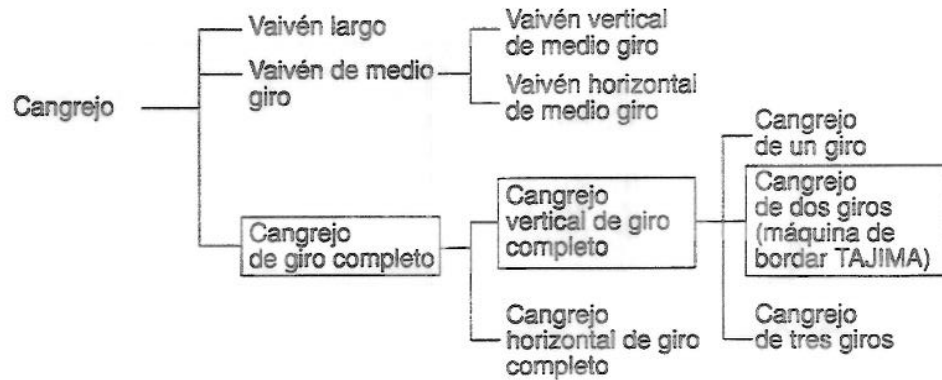 Cangrejo
Vaivén largo
Vaivén de medio
giro
Vaivén vertical
de medio giro
Vaivén horizontal
de medio giro
Cangrejo
de giro completo
Cangrejo
vertical de giro
completo
Cangrejo
horizontal de giro
completo
Cangrejo
de un giro
Cangrejo
de dos giros
(máquina de
bordar TAJIMA)
Cangrejo
de tres giros